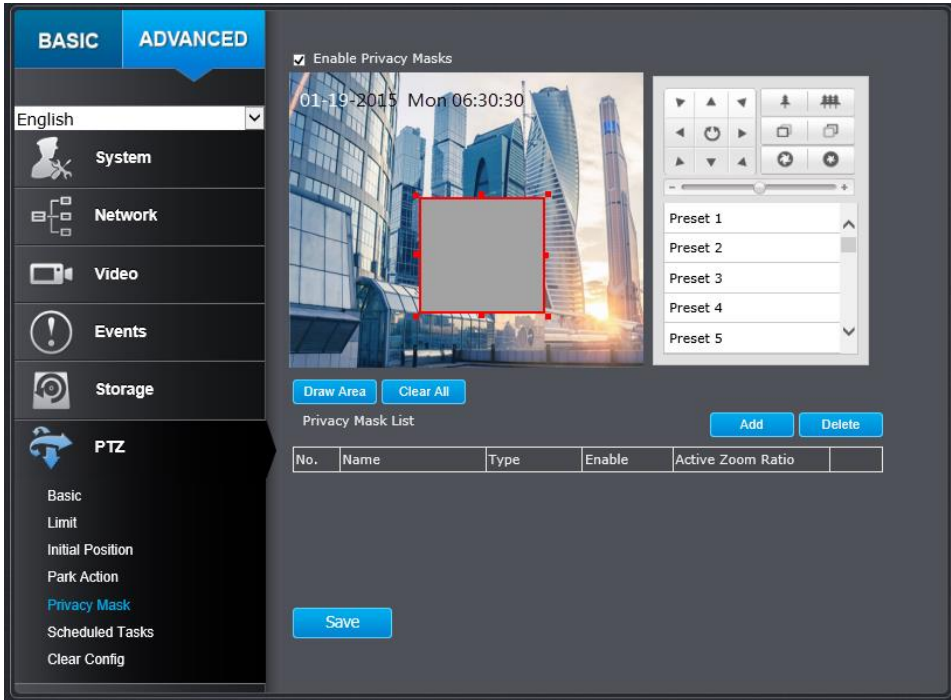 BASIC ADVANCED
English
System
Network
Video
Events
Storage
PTZ
Basic
Limit
Initial Position
Park Action
Privacy Mask
Scheduled Tasks
Clear Config
Enable Privacy Masks
01-19-2015 Mon 06:30:30
Preset 1
Preset 2
Preset 3
Preset 4
Preset 5
Draw Area Clear All
Privacy Mask List Add Delete
No. Name Type Enable Active Zoom Ratio
Save